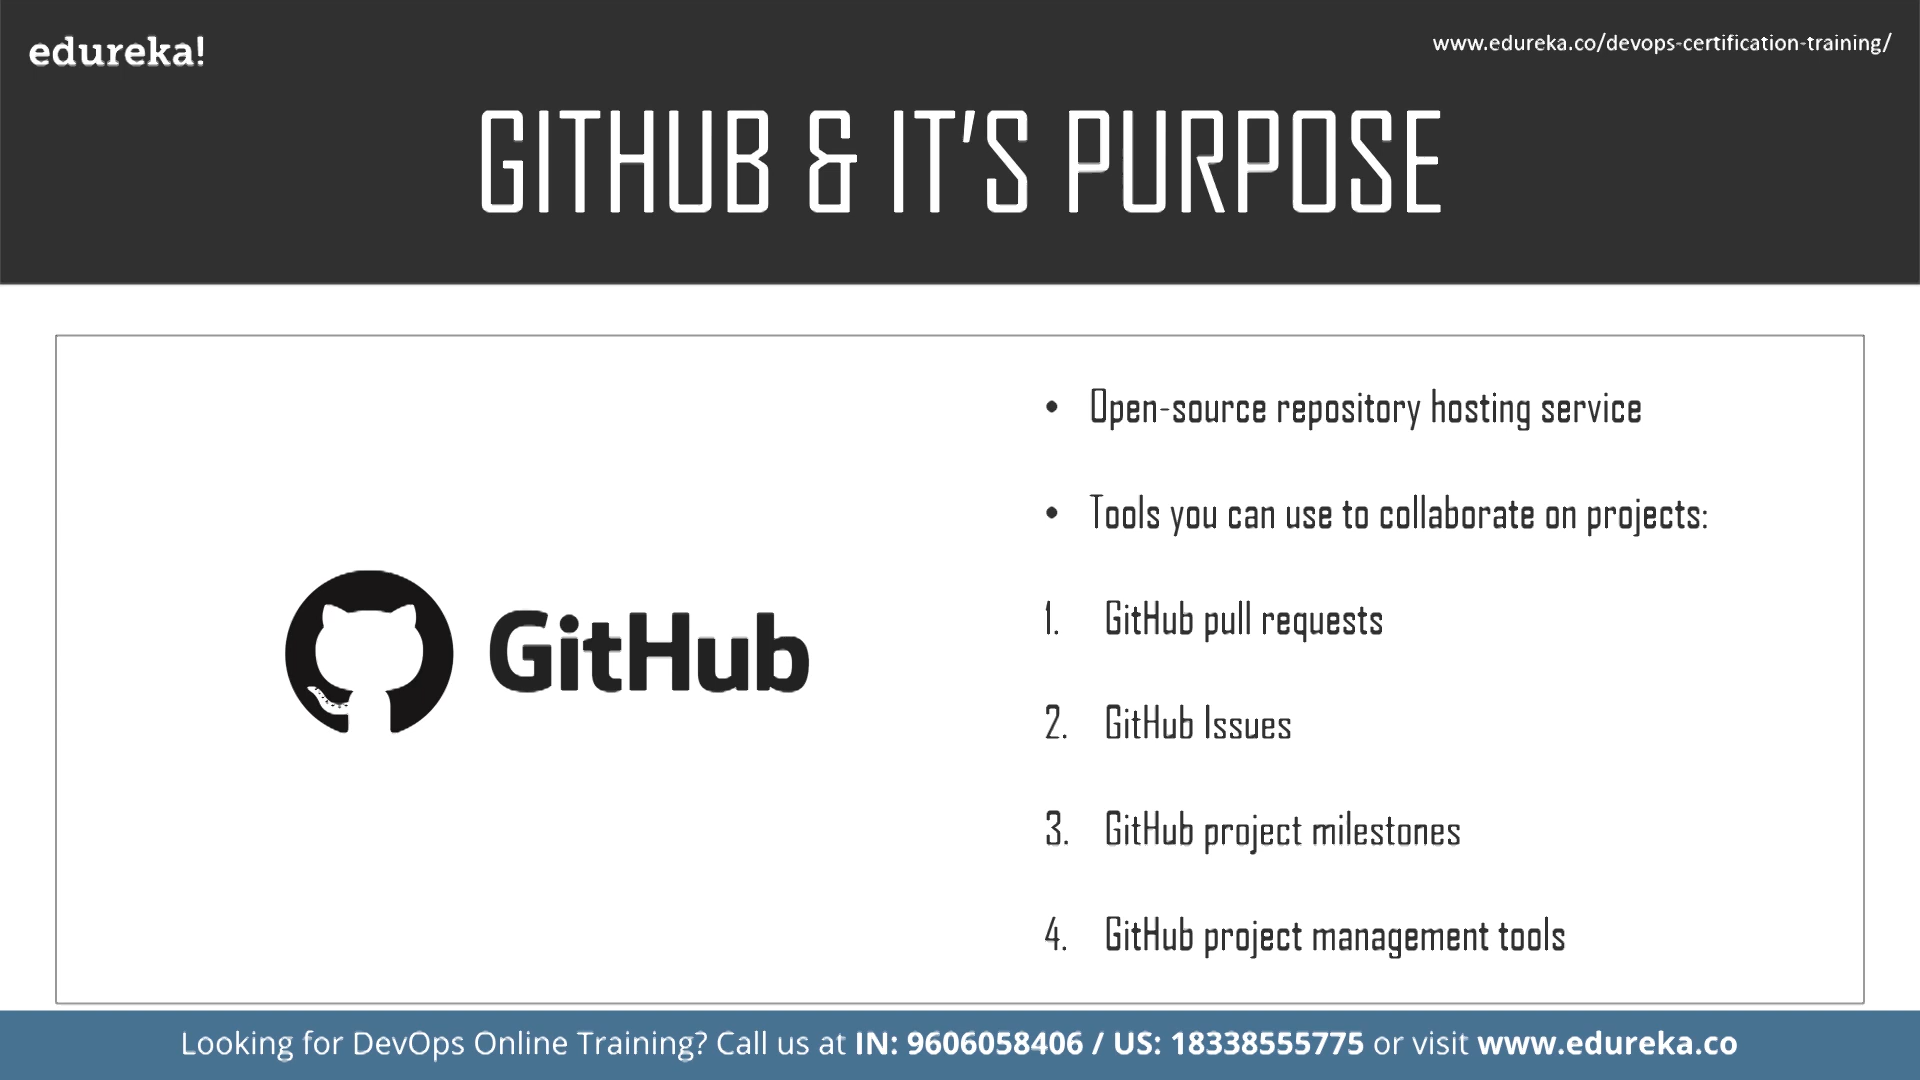 edureka!
www.edureka.co/devops-certification-training/
GITHUB & IT'S PURPOSE
• Open-source repository hosting service
• Tools you can use to collaborate on projects:
1. GitHub pull requests
2. GitHub Issues
3. GitHub project milestones
4. GitHub project management tools
GitHub
Looking for DevOps Online Training? Call us at IN: 9606058406 / US: 18338555775 or visit www.edureka.co